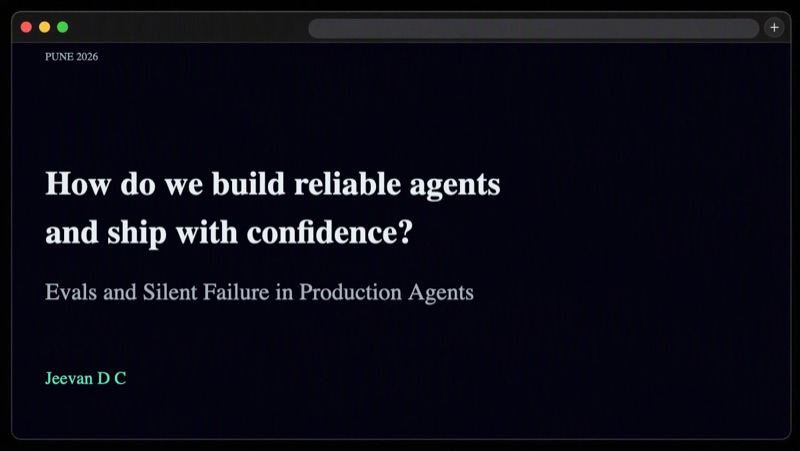 PUNE 2026
How do we build reliable agents
and ship with confidence?
Evals and Silent Failure in Production Agents
Jeevan D C